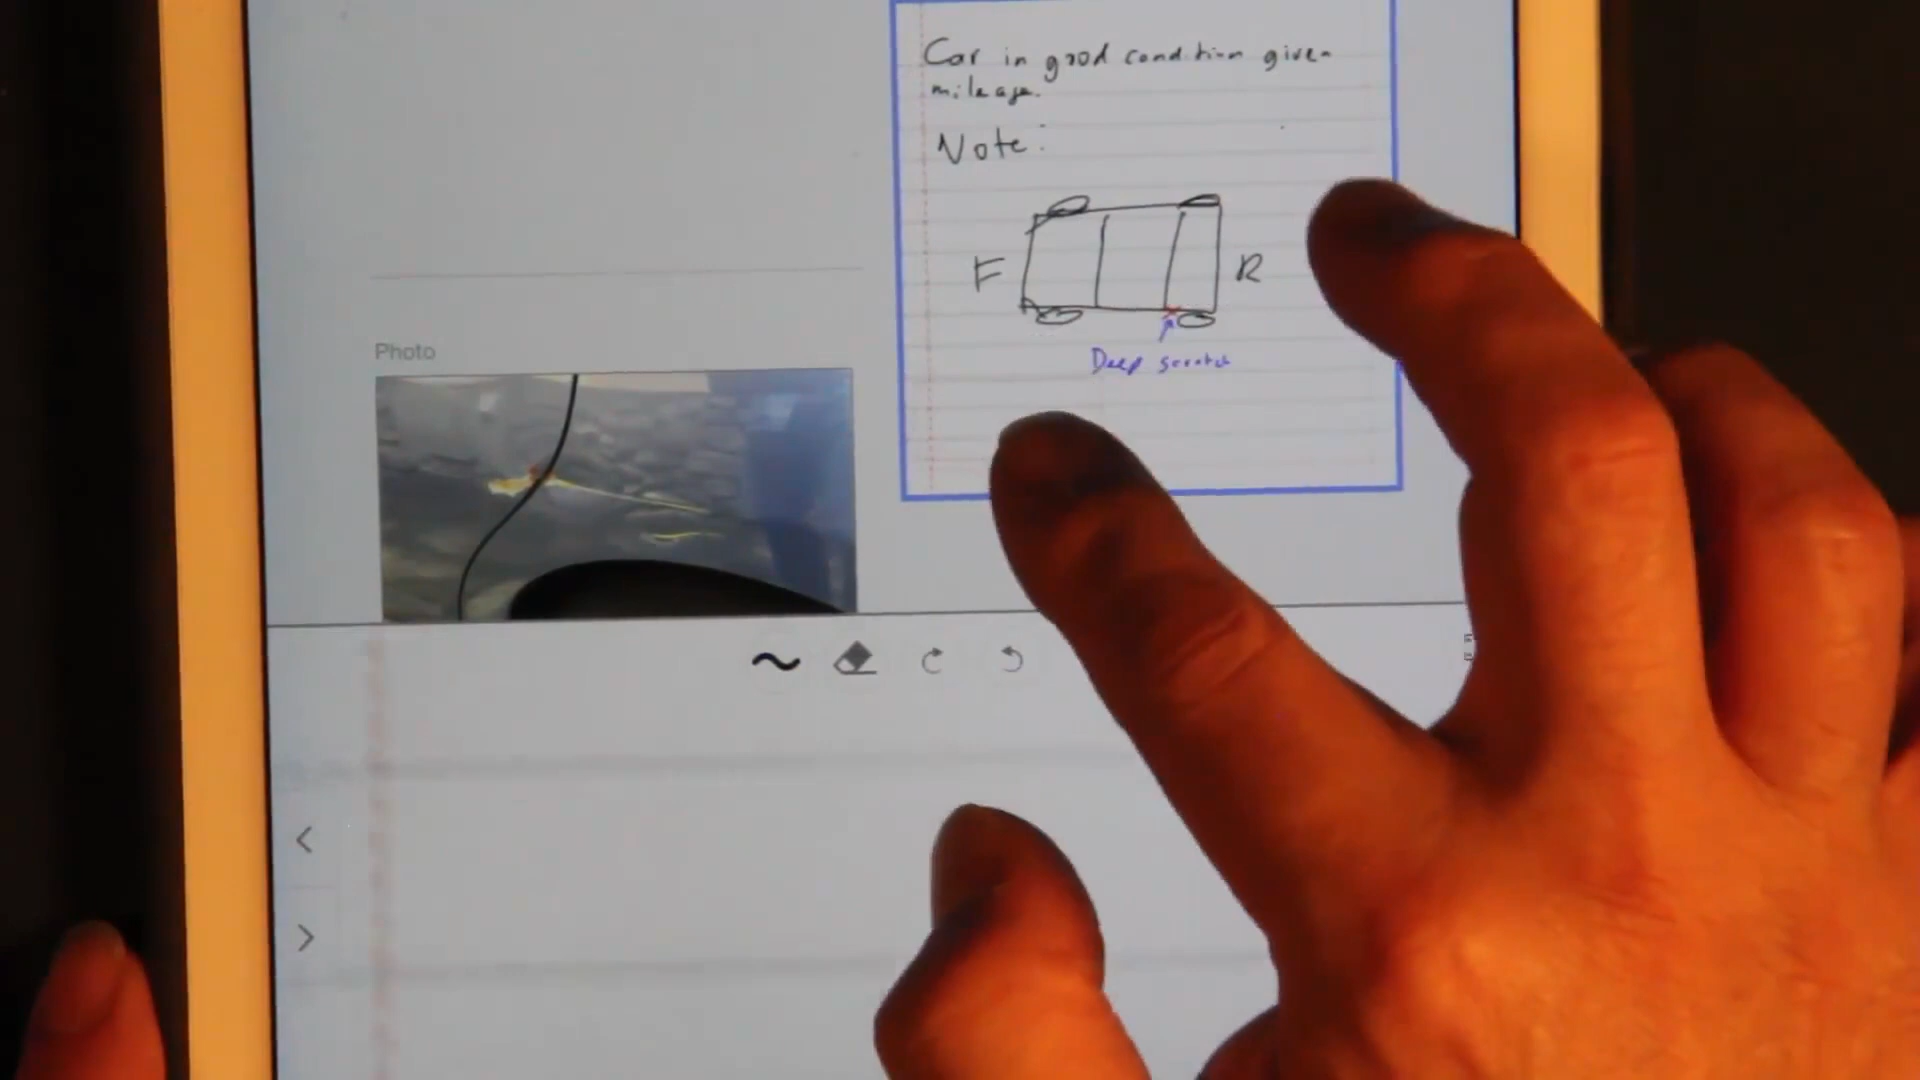 Car in good condition given
mileage.
Note:
F
R
Deep scratch
Photo